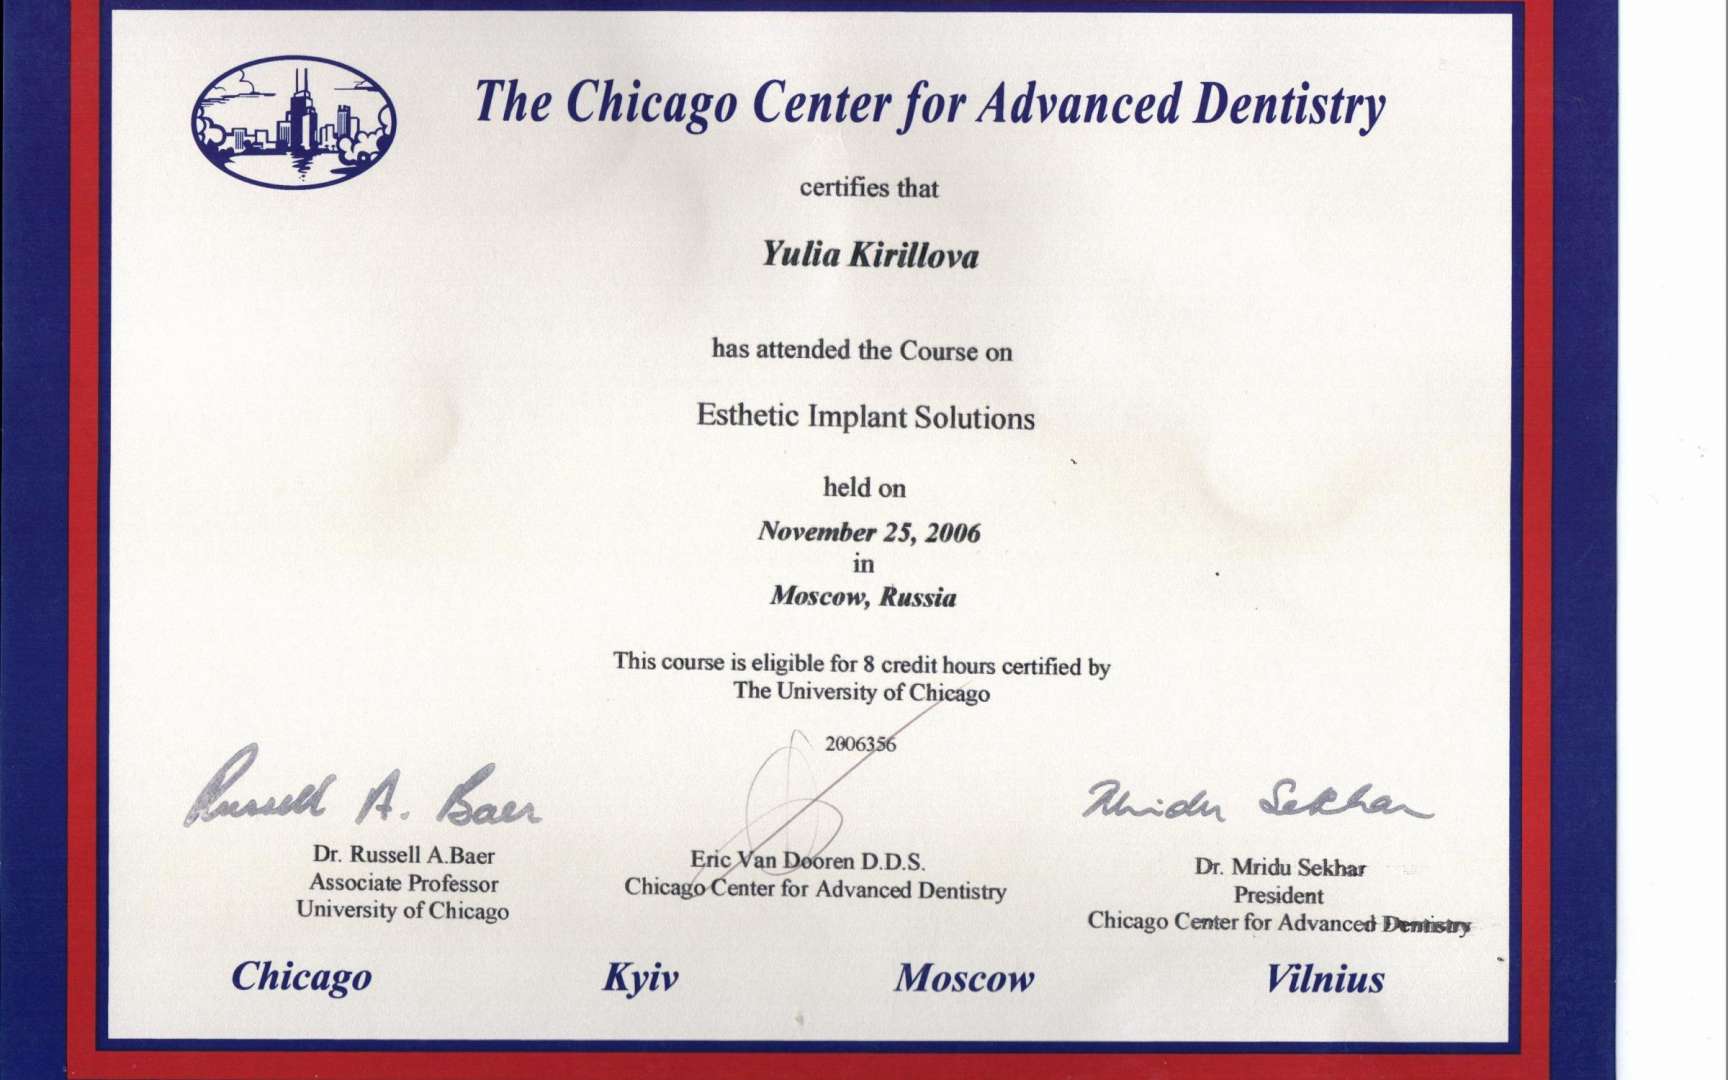 The Chicago Center for Advanced Dentistry
certifies that
Yulia Kirillova
has attended the Course on
Esthetic Implant Solutions
held on
November 25, 2006
in
Moscow, Russia
This course is eligible for 8 credit hours certified by
The University of Chicago
2006356
Russell A. Baer
Mridu Sekhar
Dr. Russell A.Baer
Associate Professor
University of Chicago
Eric Van Dooren D.D.S.
Chicago Center for Advanced Dentistry
Dr. Mridu Sekhar
President
Chicago Center for Advanced Dentistry
Chicago Kyiv Moscow Vilnius